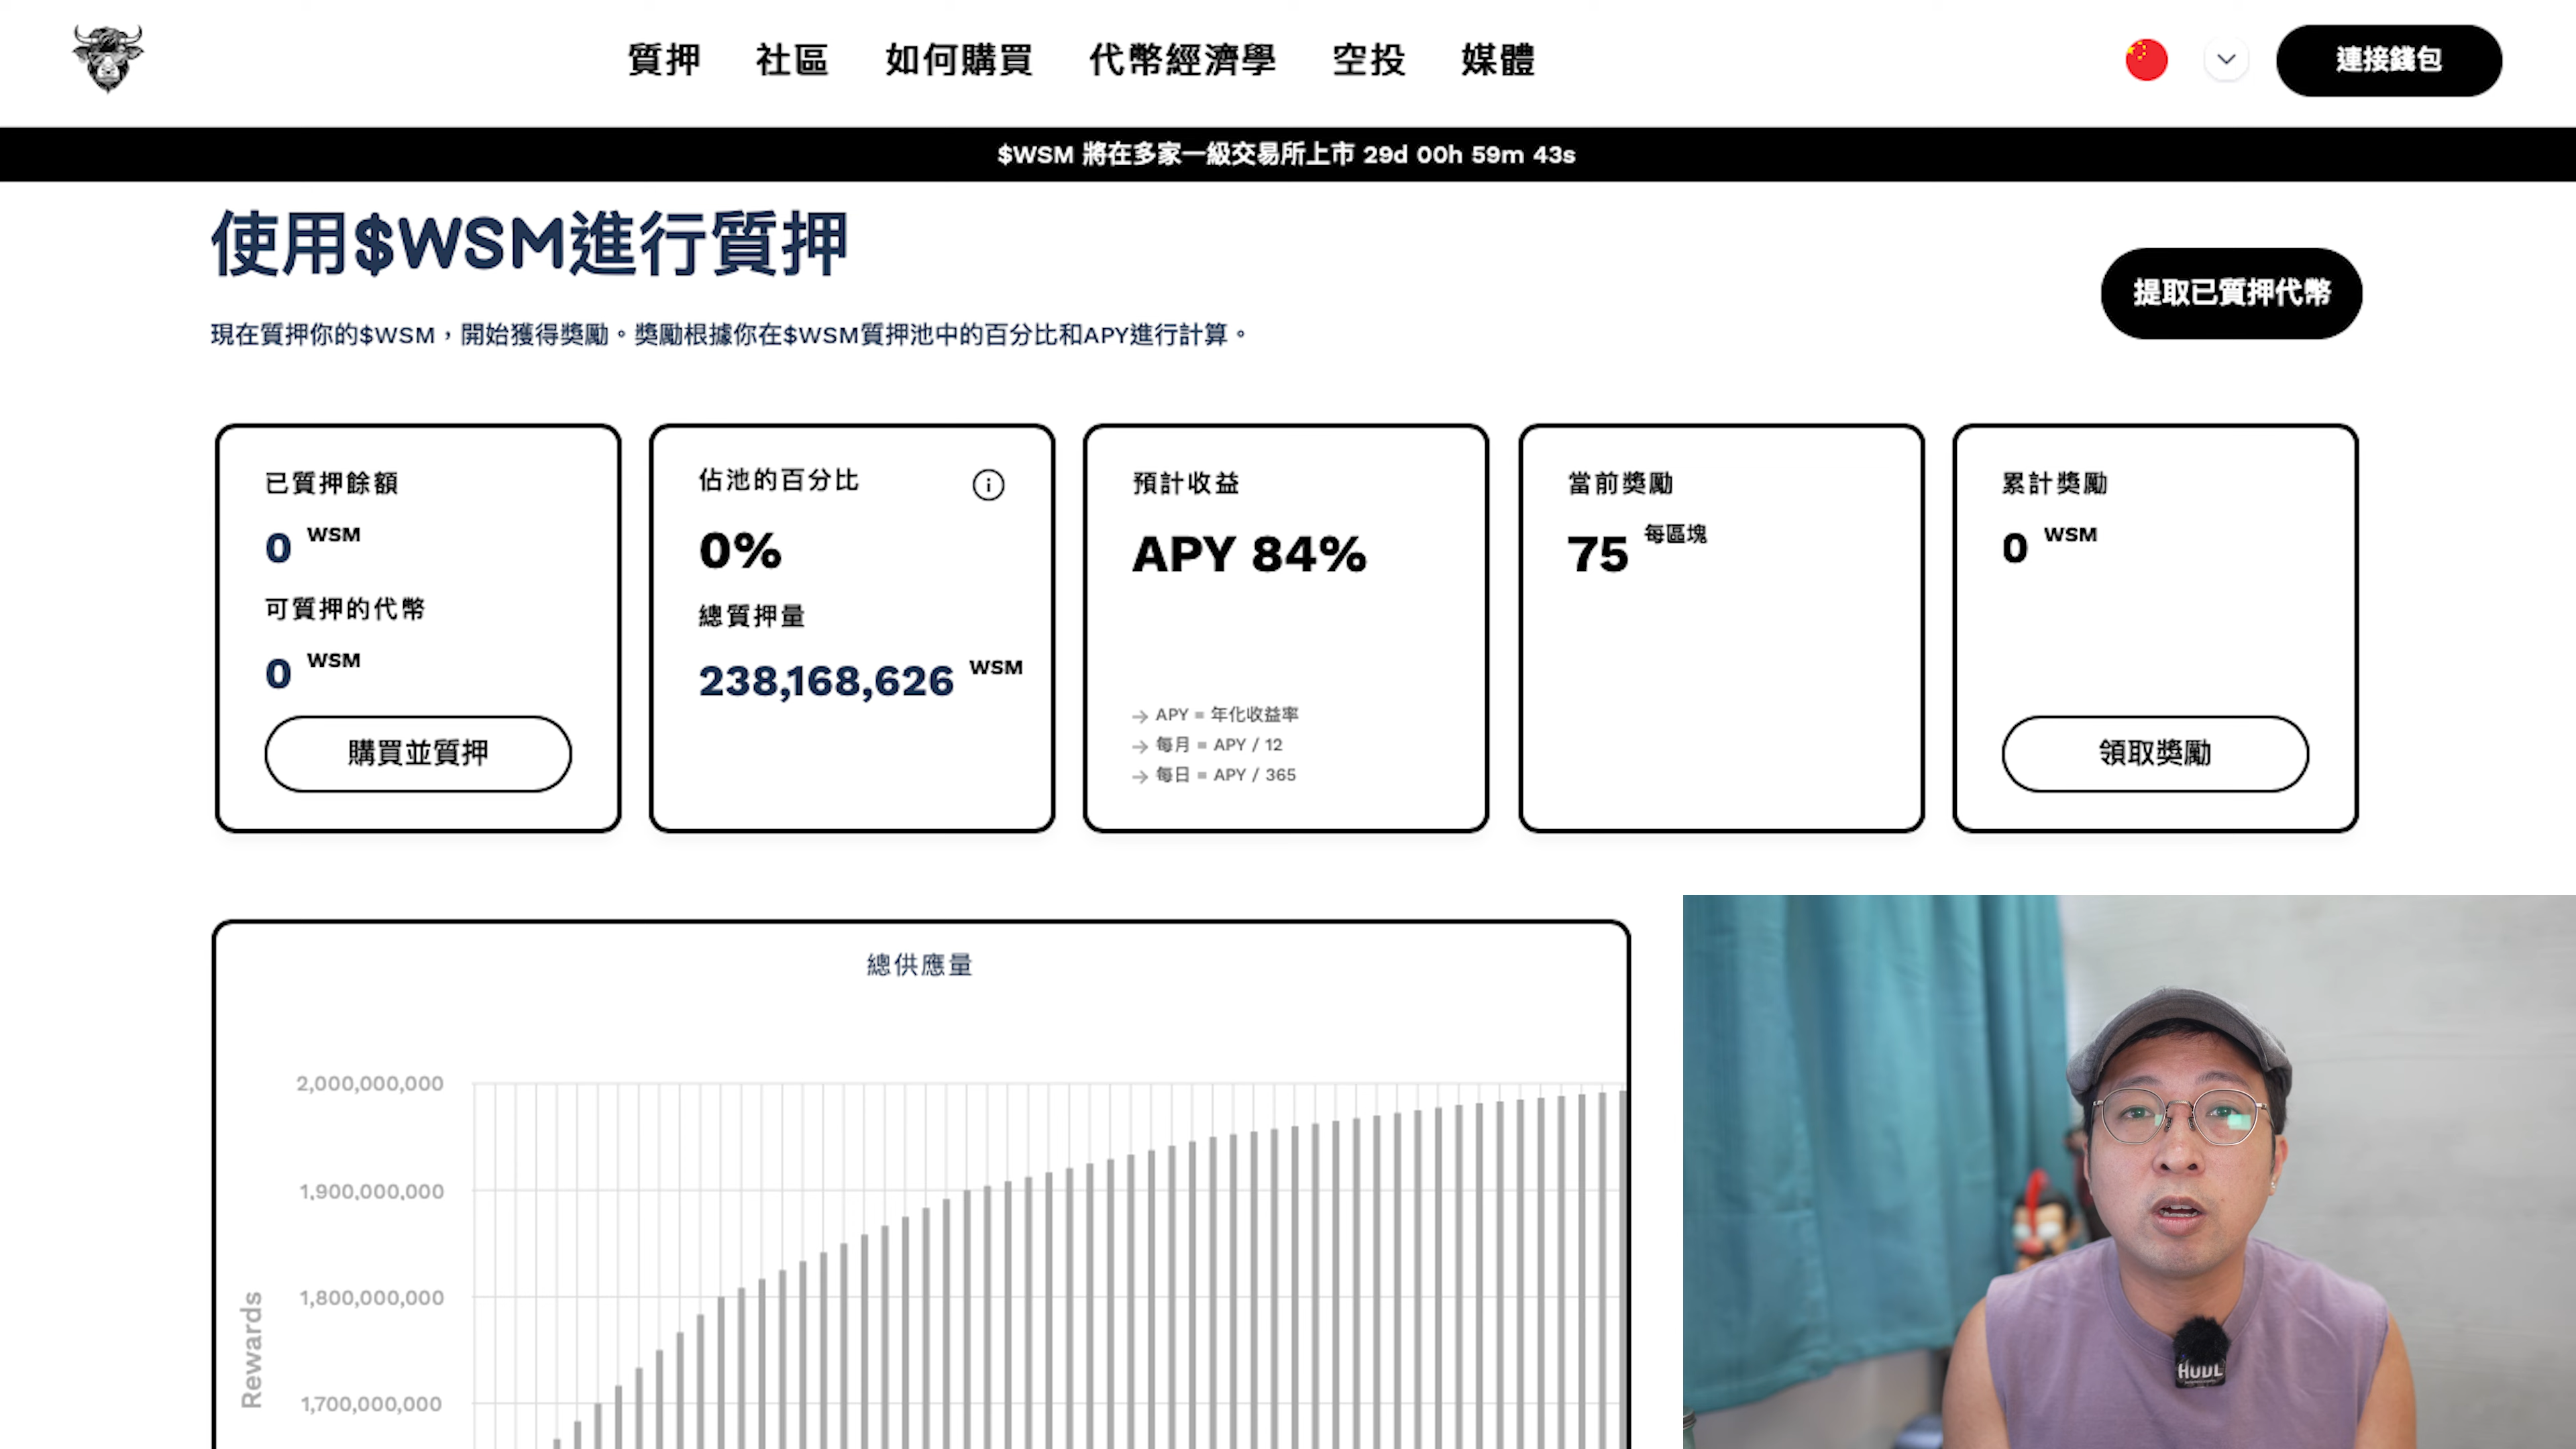 質押 社區 如何購買 代幣經濟學 空投 媒體
連接錢包
$WSM 將在多家一級交易所上市 29d 00h 59m 43s
使用$WSM進行質押
提取已質押代幣
現在質押你的$WSM，開始獲得獎勵。獎勵根據你在$WSM質押池中的百分比和APY進行計算。
已質押餘額
0 WSM
可質押的代幣
0 WSM
購買並質押
佔池的百分比
0%
總質押量
238,168,626 WSM
預計收益
APY 84%
→ APY = 年化收益率
→ 每月 = APY / 12
→ 每日 = APY / 365
當前獎勵
75 每區塊
累計獎勵
0 WSM
領取獎勵
總供應量
2,000,000,000
1,900,000,000
1,800,000,000
1,700,000,000
Rewards
HODL